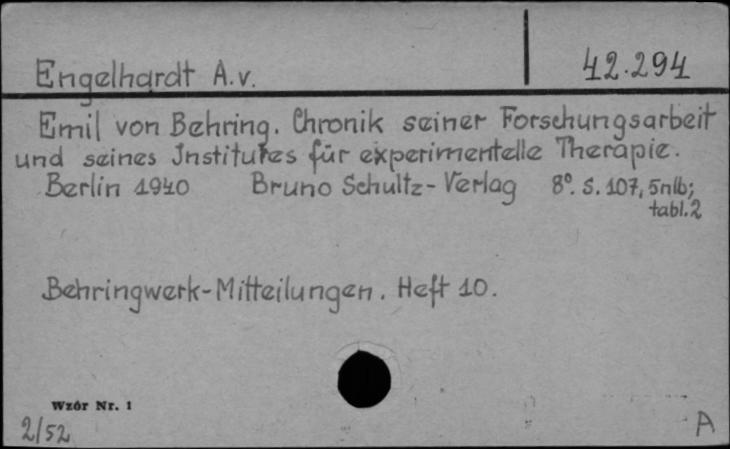 Engelhardt A.v.
42.294
Emil von Behring. Chronik seiner Forschungsarbeit
und seines Institutes für experimentelle Therapie.
Berlin 1940 Bruno Schultz-Verlag 8º. S. 107, 5nlb;
tabl.2
Behringwerk-Mitteilungen. Heft 10.
Wzór Nr. 1
2/52
A